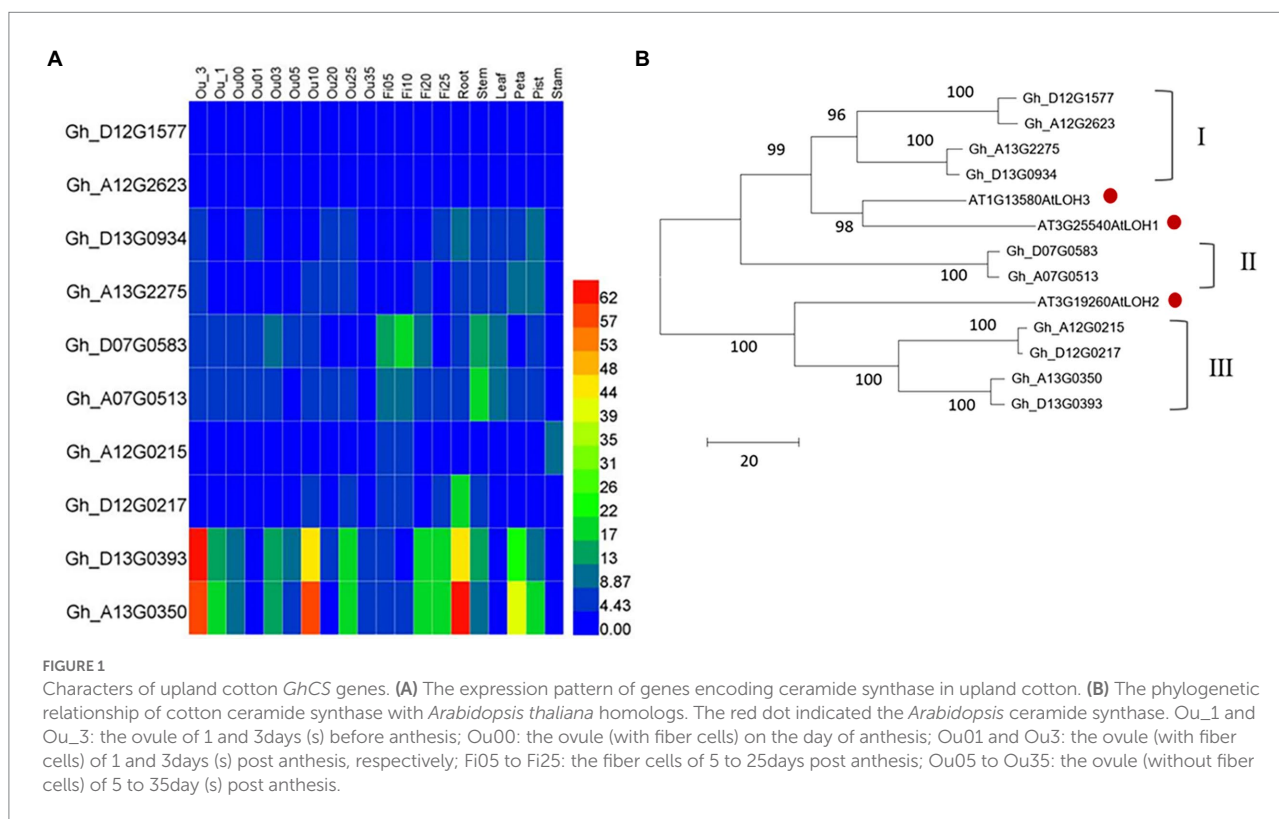 A
B
Ou_3 Ou_1 Ou00 Ou01 Ou03 Ou05 Ou10 Ou20 Ou25 Ou35 Fi05 Fi10 Fi20 Fi25 Root Stem Leaf Peta Pist Stam
Gh_D12G1577
Gh_A12G2623
Gh_D13G0934
Gh_A13G2275
Gh_D07G0583
Gh_A07G0513
Gh_A12G0215
Gh_D12G0217
Gh_D13G0393
Gh_A13G0350
62
57
53
48
44
39
35
31
26
22
17
13
8.87
4.43
0.00
100
Gh_D12G1577
96
Gh_A12G2623
I
99
100
Gh_A13G2275
Gh_D13G0934
AT1G13580AtLOH3
98
AT3G25540AtLOH1
Gh_D07G0583
II
100
Gh_A07G0513
AT3G19260AtLOH2
100
Gh_A12G0215
100
Gh_D12G0217
III
100
Gh_A13G0350
100
Gh_D13G0393
20
FIGURE 1
Characters of upland cotton GhCS genes. (A) The expression pattern of genes encoding ceramide synthase in upland cotton. (B) The phylogenetic
relationship of cotton ceramide synthase with Arabidopsis thaliana homologs. The red dot indicated the Arabidopsis ceramide synthase. Ou_1 and
Ou_3: the ovule of 1 and 3days (s) before anthesis; Ou00: the ovule (with fiber cells) on the day of anthesis; Ou01 and Ou3: the ovule (with fiber
cells) of 1 and 3days (s) post anthesis, respectively; Fi05 to Fi25: the fiber cells of 5 to 25days post anthesis; Ou05 to Ou35: the ovule (without fiber
cells) of 5 to 35day (s) post anthesis.